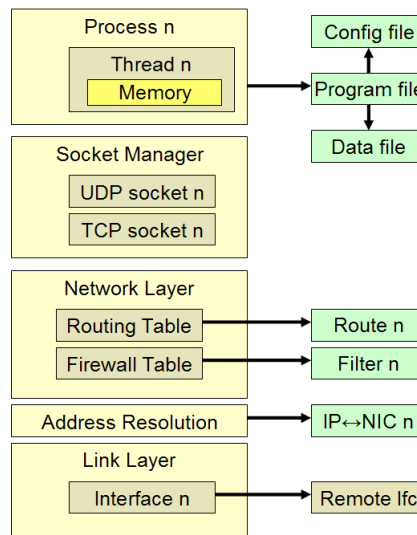 Process n
Config file
Thread n
Memory
Program file
Data file
Socket Manager
UDP socket n
TCP socket n
Network Layer
Routing Table
Route n
Firewall Table
Filter n
Address Resolution
IP↔NIC n
Link Layer
Interface n
Remote Ifc